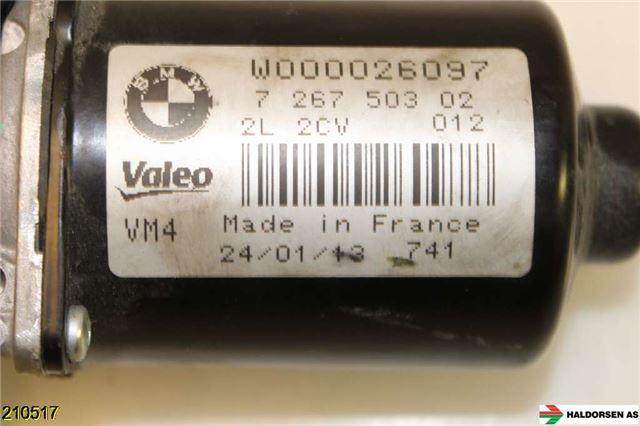 BMW
W000026097
7 267 503 02
2L 2CV 012
Valeo
VM4
Made in France
24/01/13 741
210517
HALDORSEN AS